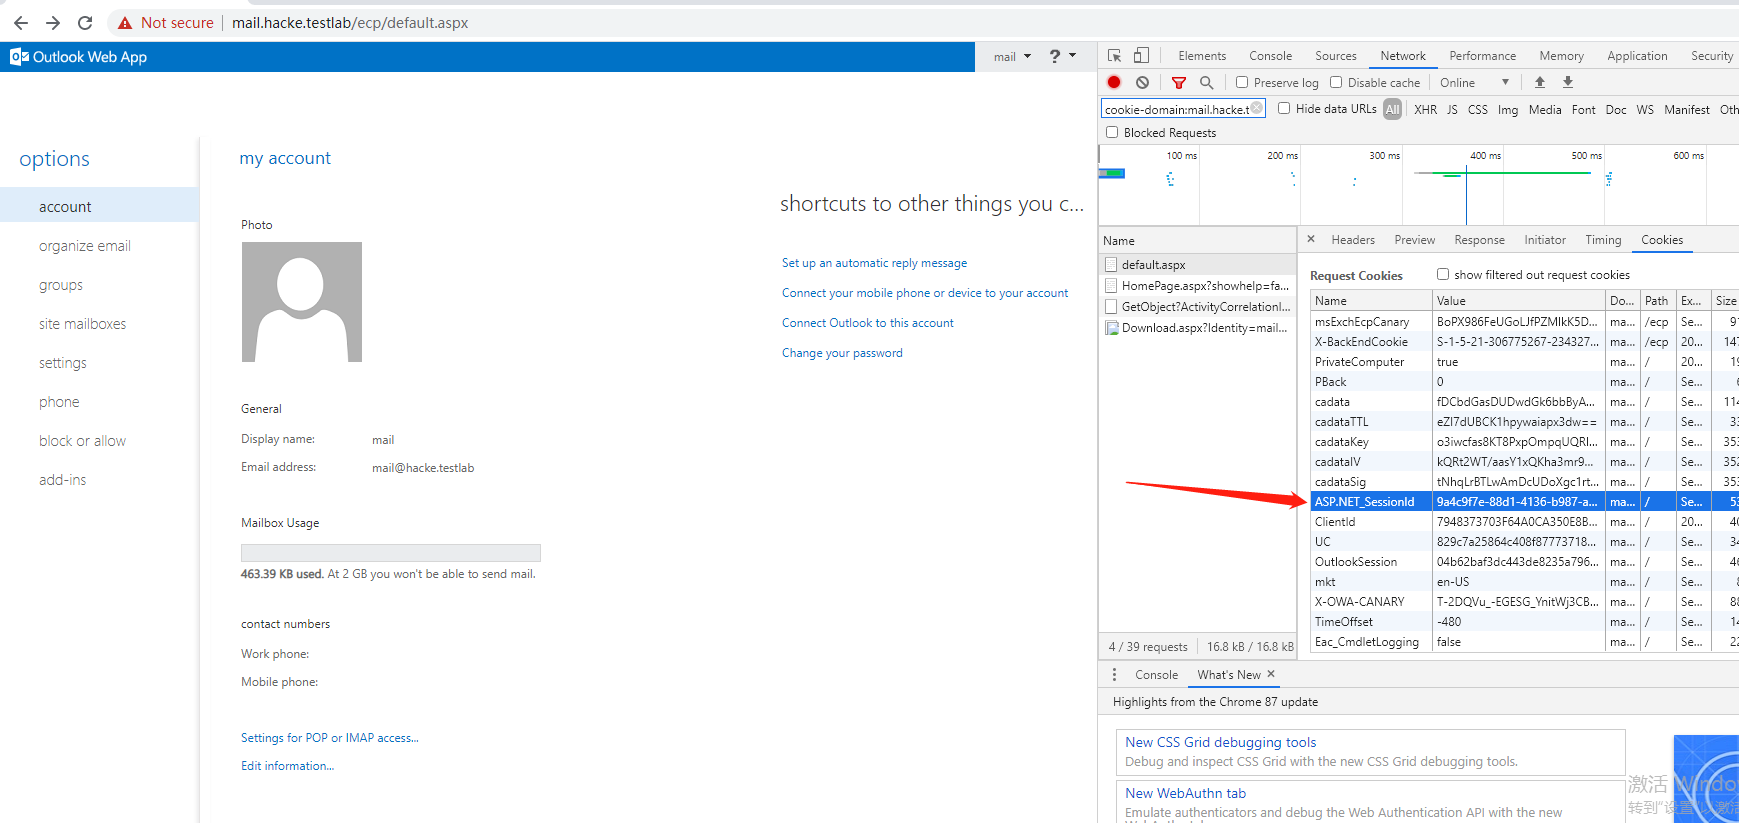 Not secure | mail.hacke.testlab/ecp/default.aspx
Outlook Web App
mail
?
options
account
organize email
groups
site mailboxes
settings
phone
block or allow
add-ins
my account
Photo
shortcuts to other things you c...
Set up an automatic reply message
Connect your mobile phone or device to your account
Connect Outlook to this account
Change your password
General
Display name: mail
Email address: mail@hacke.testlab
Mailbox Usage
463.39 KB used. At 2 GB you won't be able to send mail.
contact numbers
Work phone:
Mobile phone:
Settings for POP or IMAP access...
Edit information...
Elements Console Sources Network Performance Memory Application Security
Preserve log Disable cache Online
cookie-domain:mail.hacke.t Hide data URLs All XHR JS CSS Img Media Font Doc WS Manifest Oth
Blocked Requests
100 ms 200 ms 300 ms 400 ms 500 ms 600 ms
Name
default.aspx
HomePage.aspx?showhelp=fa...
GetObject?ActivityCorrelationI...
Download.aspx?Identity=mail...
4 / 39 requests 16.8 kB / 16.8 kB
Headers Preview Response Initiator Timing Cookies
Request Cookies show filtered out request cookies
Name Value Do... Path Ex... Size
msExchEcpCanary BoPX986FeUGoLJfPZMIkK5D... ma... /ecp Se... 91
X-BackEndCookie S-1-5-21-306775267-234327... ma... /ecp 20... 147
PrivateComputer true ma... / 20... 19
PBack 0 ma... / Se... 6
cadata fDCbdGasDUDwdGk6bbByA... ma... / Se... 114
cadataTTL eZI7dUBCK1hpywaiapx3dw== ma... / Se... 33
cadataKey o3iwcfas8KT8PxpOmpqUQRI... ma... / Se... 353
cadataIV kQRt2WT/aasY1xQKha3mr9... ma... / Se... 352
cadataSig tNhqLrBTLwAmDcUDoXgc1rt... ma... / Se... 353
ASP.NET_SessionId 9a4c9f7e-88d1-4136-b987-a... ma... / Se... 53
ClientId 7948373703F64A0CA350E8B... ma... / 20... 40
UC 829c7a25864c408f87773718... ma... / Se... 34
OutlookSession 04b62baf3dc443de8235a796... ma... / Se... 46
mkt en-US ma... / Se... 8
X-OWA-CANARY T-2DQVu_-EGESG_YnitWj3CB... ma... / Se... 88
TimeOffset -480 ma... / Se... 14
Eac_CmdletLogging false ma... / Se... 22
Console What's New
Highlights from the Chrome 87 update
New CSS Grid debugging tools
Debug and inspect CSS Grid with the new CSS Grid debugging tools.
New WebAuthn tab
Emulate authenticators and debug the Web Authentication API with the new
激活 Windo
转到"设置"以激活